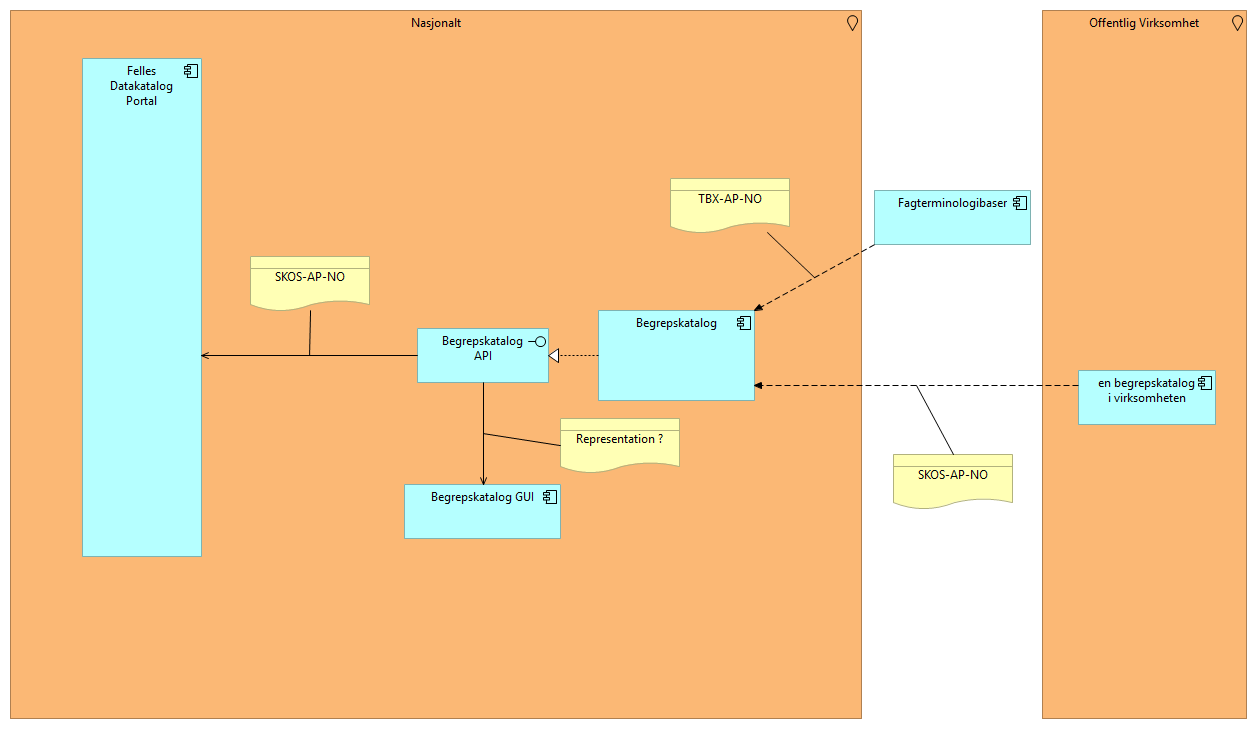 Nasjonalt
Offentlig Virksomhet
Felles
Datakatalog
Portal
TBX-AP-NO
Fagterminologibaser
SKOS-AP-NO
Begrepskatalog
API
Begrepskatalog
en begrepskatalog
i virksomheten
Representation ?
SKOS-AP-NO
Begrepskatalog GUI